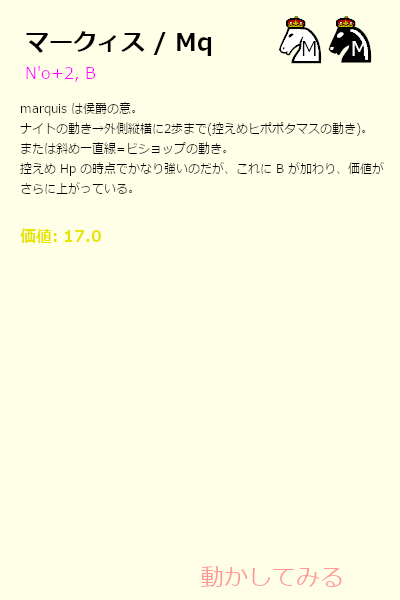 マークィス / Mq
M
M
N'o+2, B
marquis は侯爵の意。
ナイトの動き→外側縦横に2歩まで(控えめヒポポタマスの動き)。
または斜め一直線=ビショップの動き。
控えめ Hp の時点でかなり強いのだが、これに B が加わり、価値が
さらに上がっている。
価値: 17.0
動かしてみる